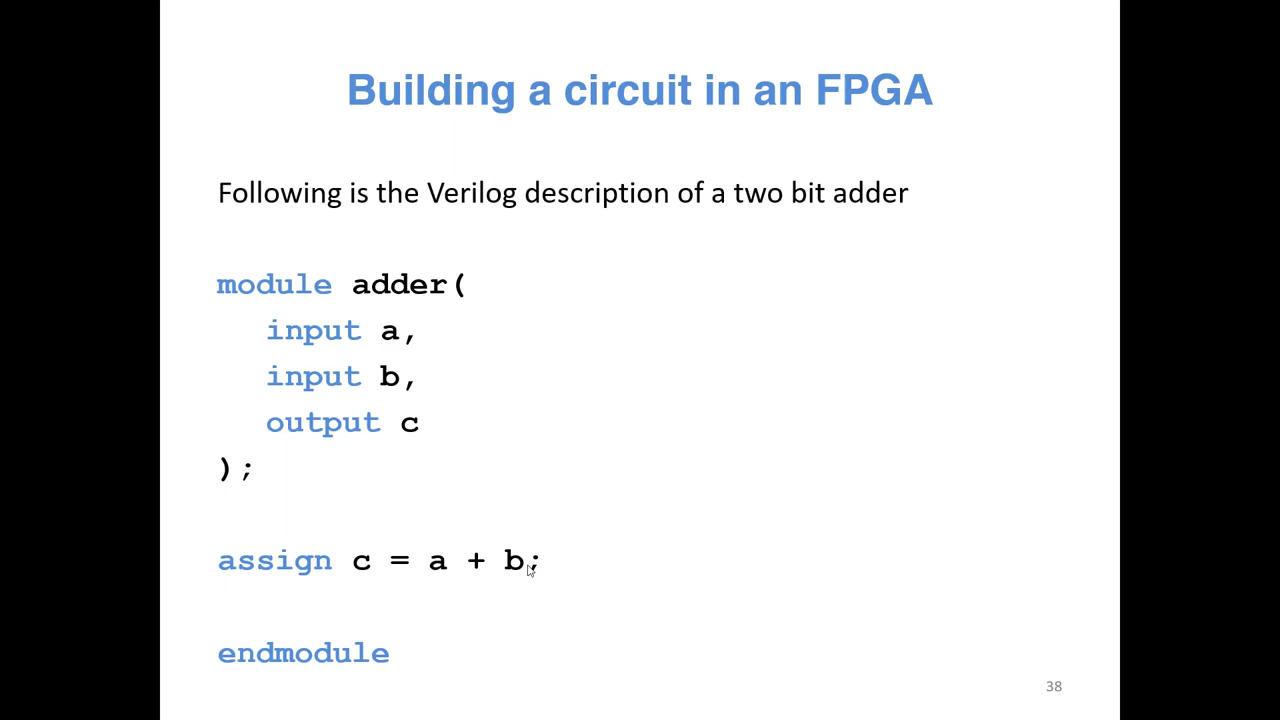 Building a circuit in an FPGA
Following is the Verilog description of a two bit adder
module adder(
input a,
input b,
output c
);
assign c = a + b;
endmodule
38